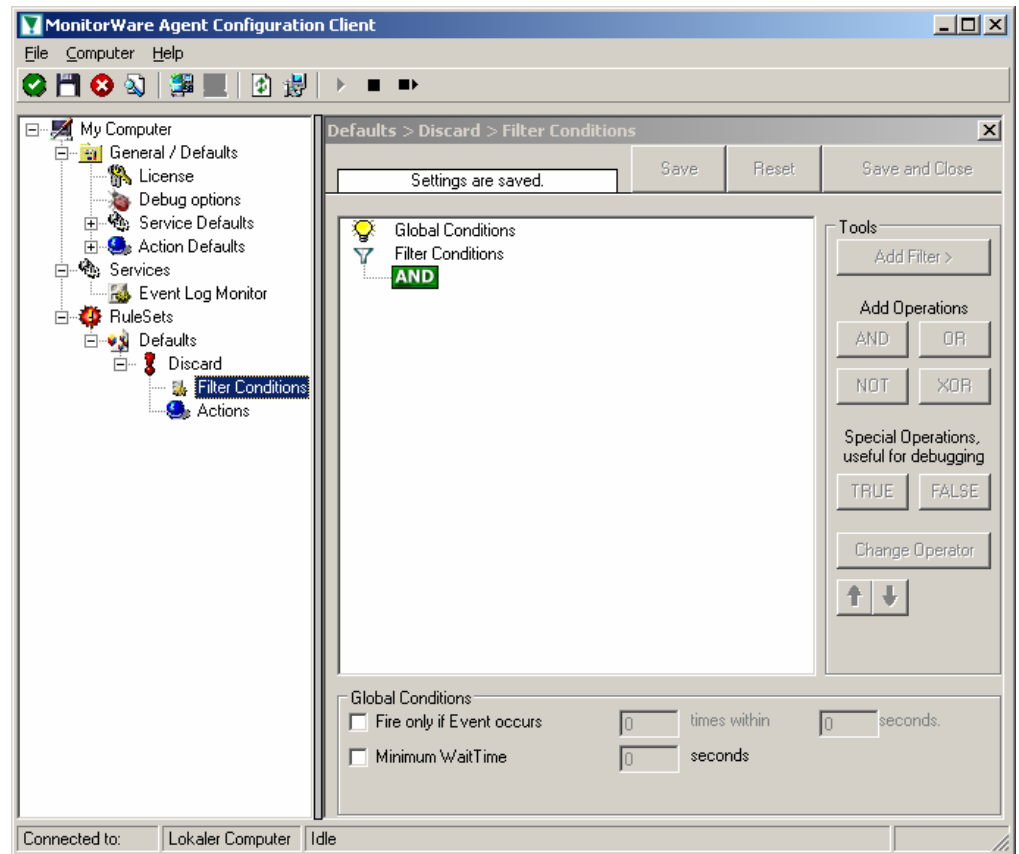 MonitorWare Agent Configuration Client
File Computer Help
My Computer
General / Defaults
License
Debug options
Service Defaults
Action Defaults
Services
Event Log Monitor
RuleSets
Defaults
Discard
Filter Conditions
Actions
Defaults > Discard > Filter Conditions
Settings are saved.
Save
Reset
Save and Close
Global Conditions
Filter Conditions
AND
Tools
Add Filter >
Add Operations
AND OR
NOT XOR
Special Operations,
useful for debugging
TRUE FALSE
Change Operator
Global Conditions
Fire only if Event occurs 0 times within 0 seconds.
Minimum WaitTime 0 seconds
Connected to: Lokaler Computer Idle